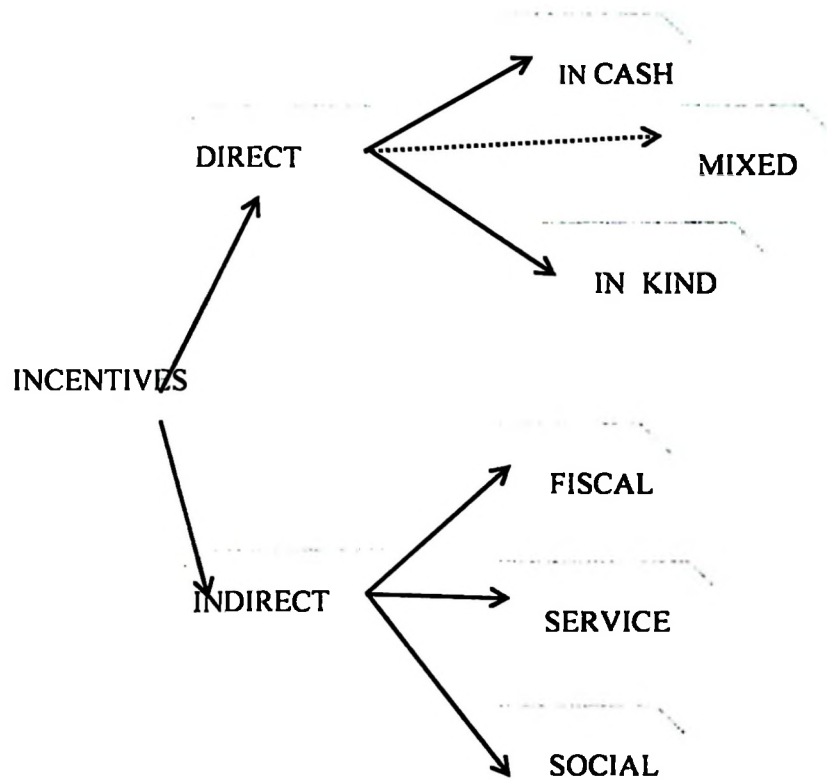 IN CASH
DIRECT
MIXED
IN KIND
INCENTIVES
FISCAL
INDIRECT
SERVICE
SOCIAL